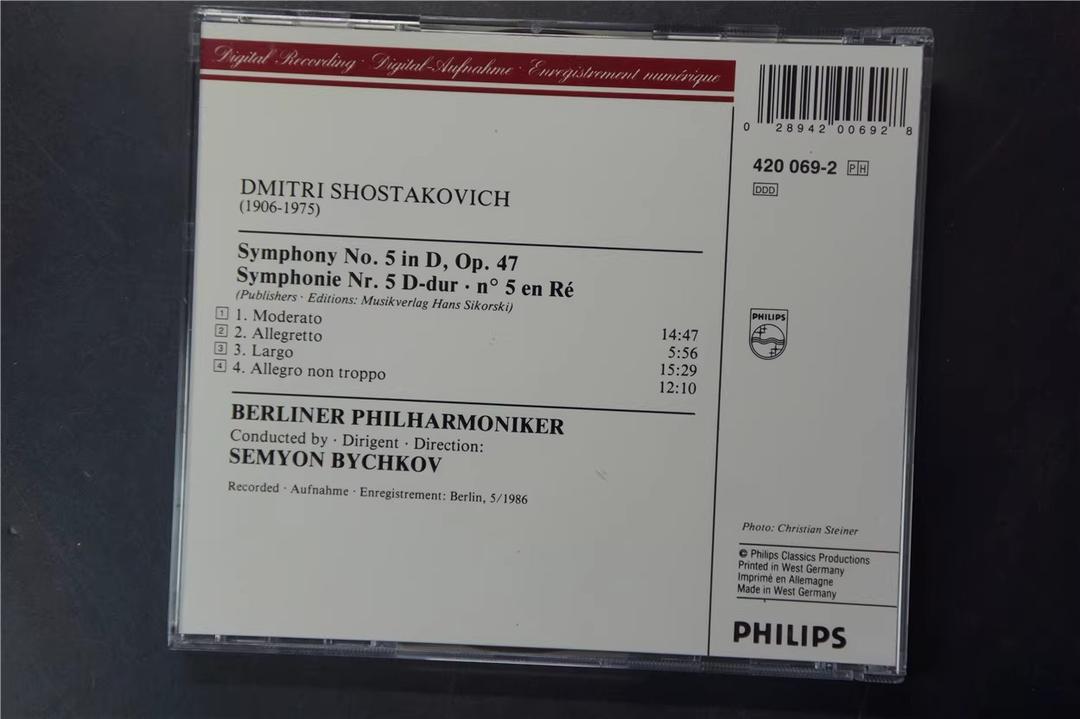 Digital Recording · Digital-Aufnahme · Enregistrement numérique
DMITRI SHOSTAKOVICH
(1906-1975)
Symphony No. 5 in D, Op. 47
Symphonie Nr. 5 D-dur · n° 5 en Ré
(Publishers · Editions: Musikverlag Hans Sikorski)
1 1. Moderato 14:47
2 2. Allegretto 5:56
3 3. Largo 15:29
4 4. Allegro non troppo 12:10
BERLINER PHILHARMONIKER
Conducted by · Dirigent · Direction:
SEMYON BYCHKOV
Recorded · Aufnahme · Enregistrement: Berlin, 5/1986
0 28942 00692 8
420 069-2 PH
DDD
PHILIPS
Photo: Christian Steiner
© Philips Classics Productions
Printed in West Germany
Imprimé en Allemagne
Made in West Germany
PHILIPS